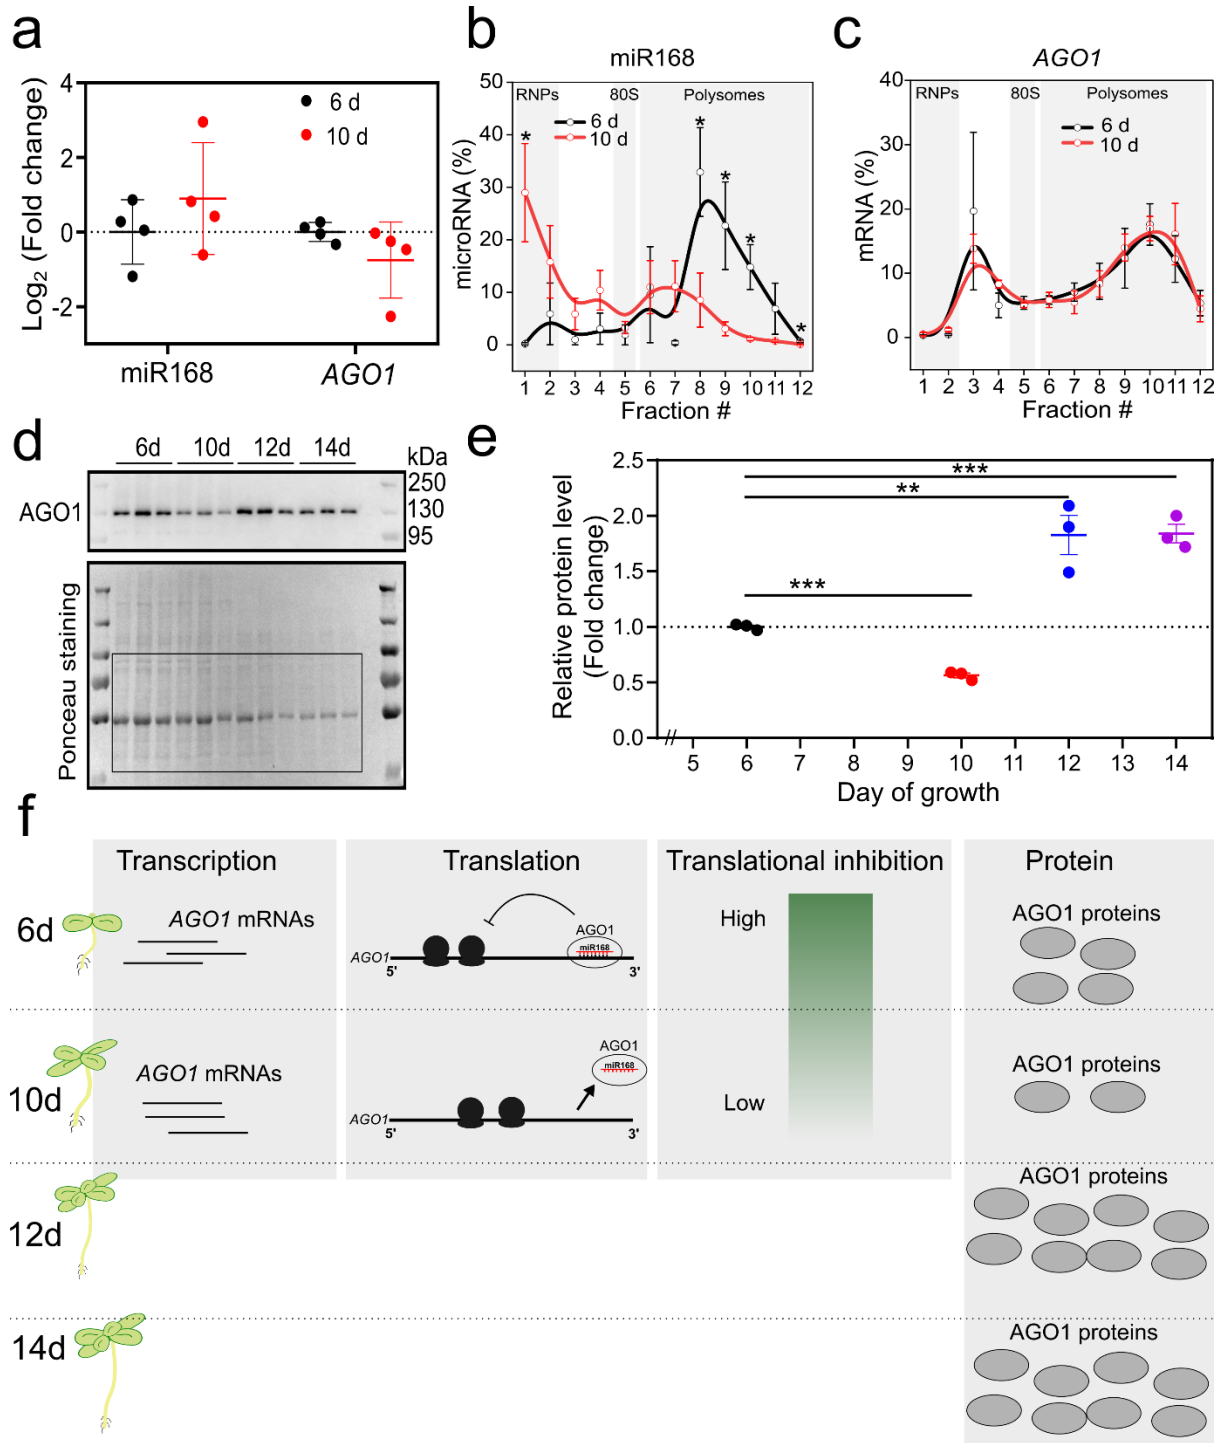 a
Log2 (Fold change)
4
2
0
-2
6 d
10 d
miR168
AGO1
b
miR168
microRNA (%)
50
40
30
20
10
0
RNPs
80S
Polysomes
6 d
10 d
*
*
*
*
*
1 2 3 4 5 6 7 8 9 10 11 12
Fraction #
c
AGO1
mRNA (%)
40
30
20
10
0
RNPs
80S
Polysomes
6 d
10 d
1 2 3 4 5 6 7 8 9 10 11 12
Fraction #
d
6d 10d 12d 14d
kDa
250
130
95
AGO1
Ponceau staining
e
Relative protein level
(Fold change)
2.5
2.0
1.5
1.0
0.5
0.0
***
**
***
5 6 7 8 9 10 11 12 13 14
Day of growth
f
Transcription
Translation
Translational inhibition
Protein
6d
AGO1 mRNAs
AGO1
miR168
AGO1
5'
3'
High
AGO1 proteins
10d
AGO1 mRNAs
AGO1
miR168
AGO1
5'
3'
Low
AGO1 proteins
12d
AGO1 proteins
14d
AGO1 proteins